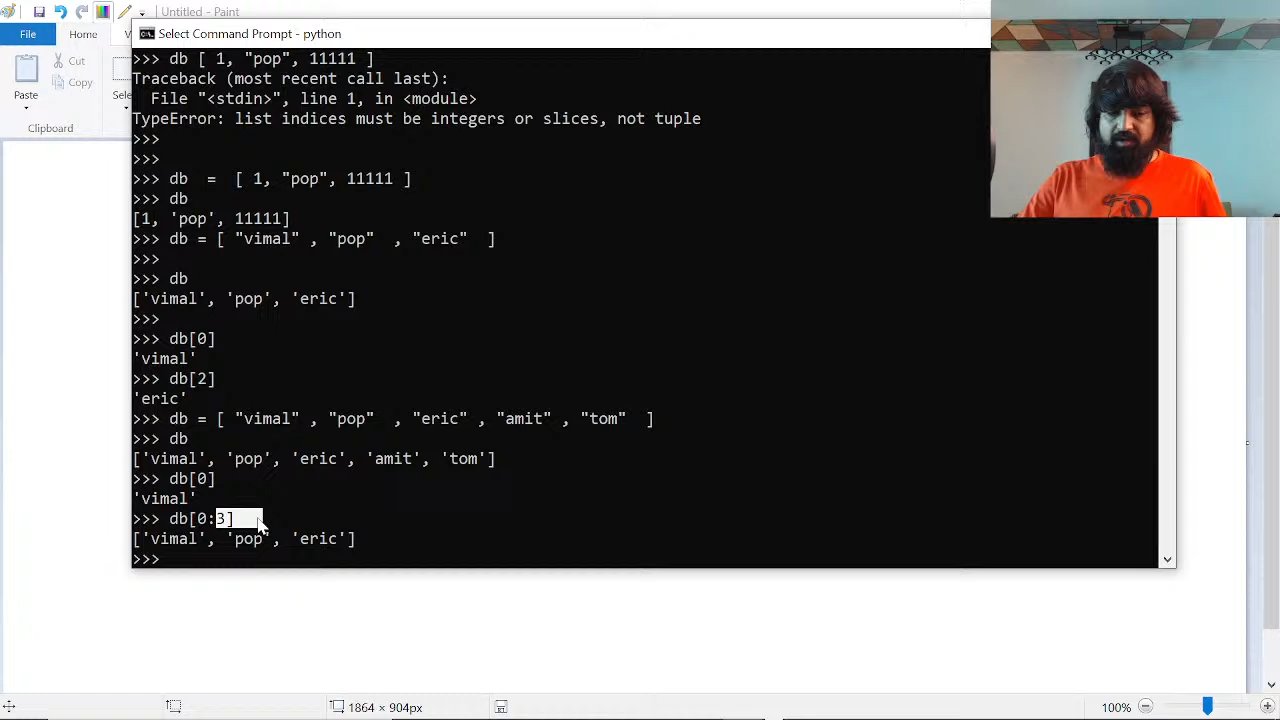 Untitled - Paint
File
Home
V
Paste
Cut
Copy
Sele
Clipboard
Select Command Prompt - python
>>> db [ 1, "pop", 11111 ]
Traceback (most recent call last):
  File "<stdin>", line 1, in <module>
TypeError: list indices must be integers or slices, not tuple
>>>
>>>
>>> db  =  [ 1, "pop", 11111 ]
>>> db
[1, 'pop', 11111]
>>> db = [ "vimal" , "pop"  , "eric"  ]
>>>
>>> db
['vimal', 'pop', 'eric']
>>>
>>> db[0]
'vimal'
>>> db[2]
'eric'
>>> db = [ "vimal" , "pop"  , "eric" , "amit" , "tom"  ]
>>> db
['vimal', 'pop', 'eric', 'amit', 'tom']
>>> db[0]
'vimal'
>>> db[0:3]
['vimal', 'pop', 'eric']
>>>
1864 × 904px
100%